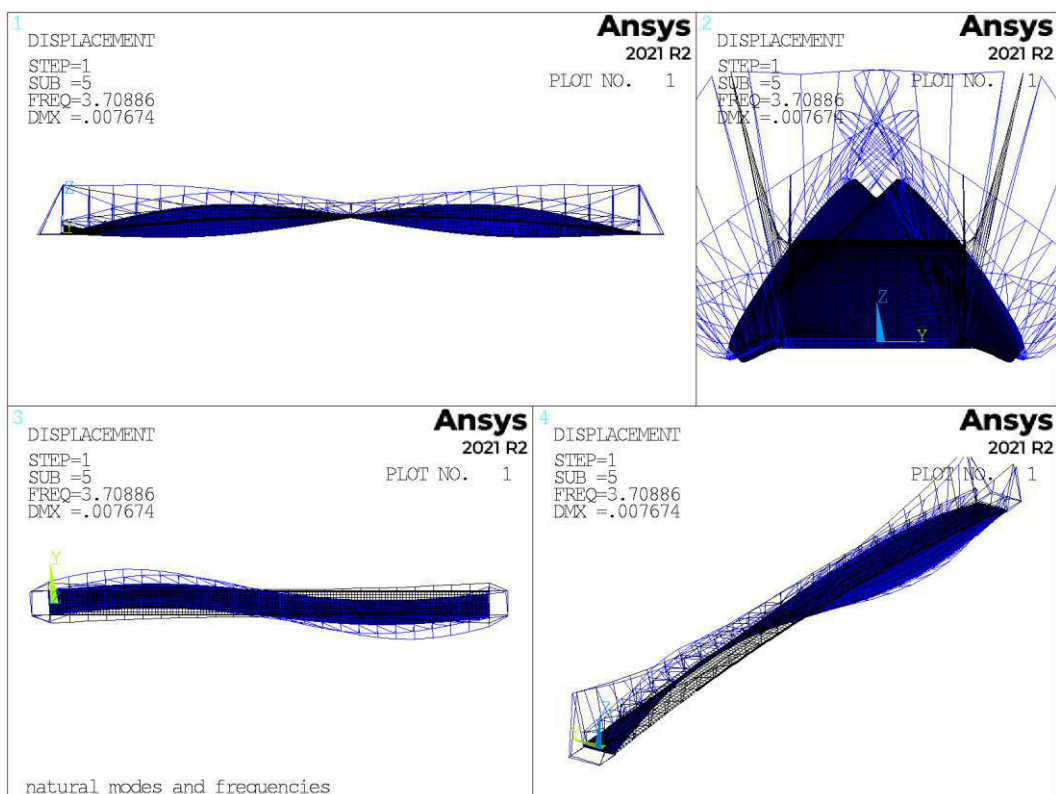 1
DISPLACEMENT
STEP=1
SUB =5
FREQ=3.70886
DMX =.007674
Ansys
2021 R2
PLOT NO. 1
Z
2
DISPLACEMENT
STEP=1
SUB =5
FREQ=3.70886
DMX =.007674
Ansys
2021 R2
PLOT NO. 1
Z
Y
3
DISPLACEMENT
STEP=1
SUB =5
FREQ=3.70886
DMX =.007674
Ansys
2021 R2
PLOT NO. 1
Y
natural modes and frequencies
4
DISPLACEMENT
STEP=1
SUB =5
FREQ=3.70886
DMX =.007674
Ansys
2021 R2
PLOT NO. 1
Z